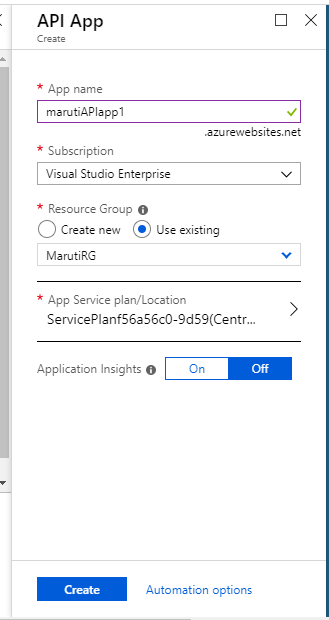 API App
Create
* App name
marutiAPIapp1
.azurewebsites.net
* Subscription
Visual Studio Enterprise
* Resource Group
Create new Use existing
MarutiRG
* App Service plan/Location
ServicePlanf56a56c0-9d59(Centr...
Application Insights On Off
Create Automation options